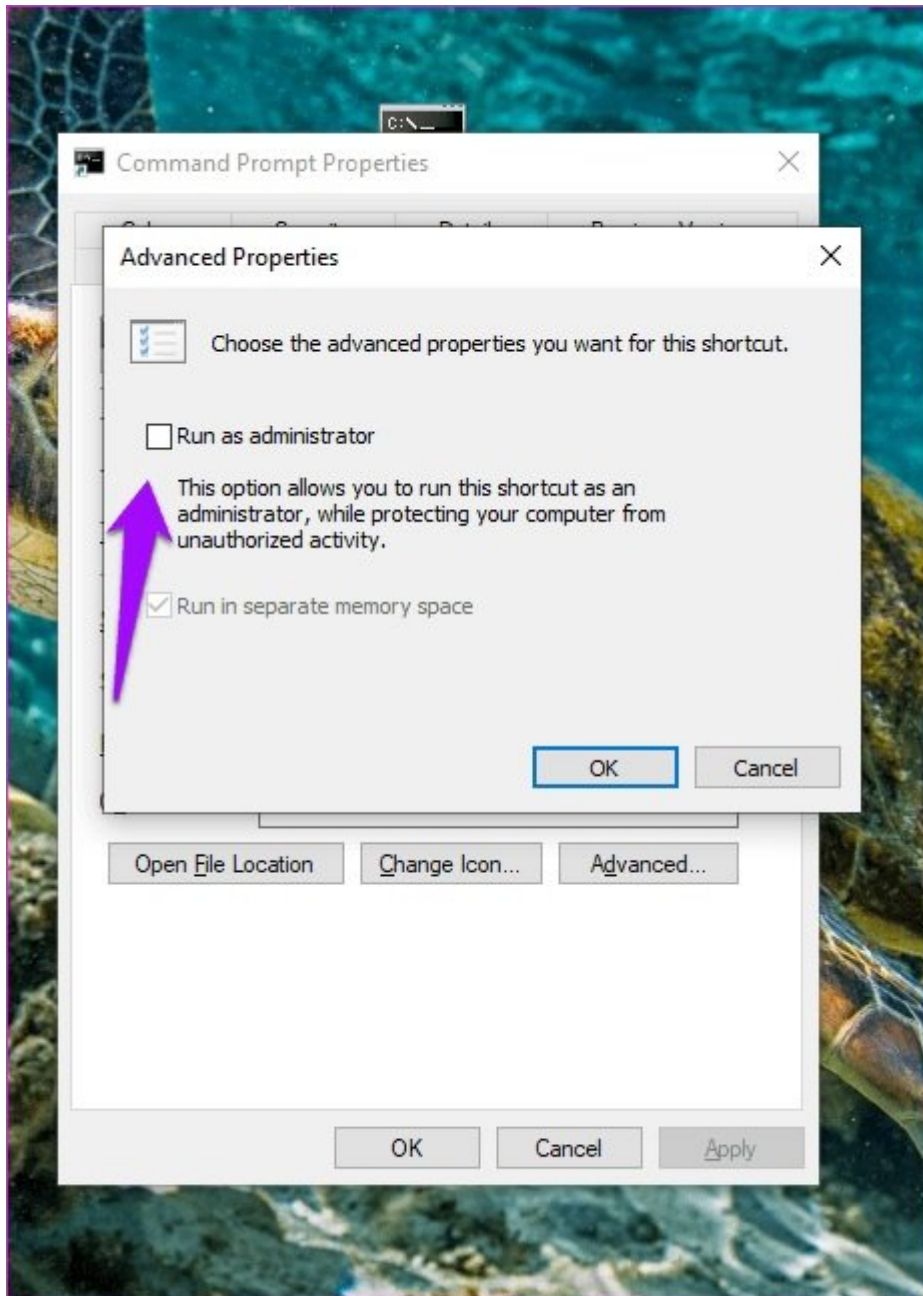 C:\_
Command Prompt Properties
Advanced Properties
Choose the advanced properties you want for this shortcut.
Run as administrator
This option allows you to run this shortcut as an
administrator, while protecting your computer from
unauthorized activity.
Run in separate memory space
OK Cancel
Open File Location Change Icon... Advanced...
OK Cancel Apply